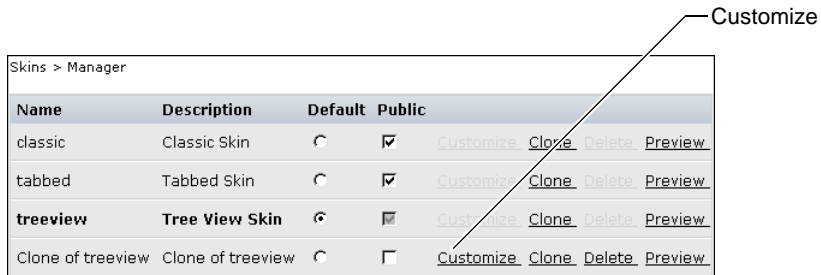 Customize
Skins > Manager
Name Description Default Public
classic Classic Skin Customize Clone Delete Preview
tabbed Tabbed Skin Customize Clone Delete Preview
treeview Tree View Skin Customize Clone Delete Preview
Clone of treeview Clone of treeview Customize Clone Delete Preview